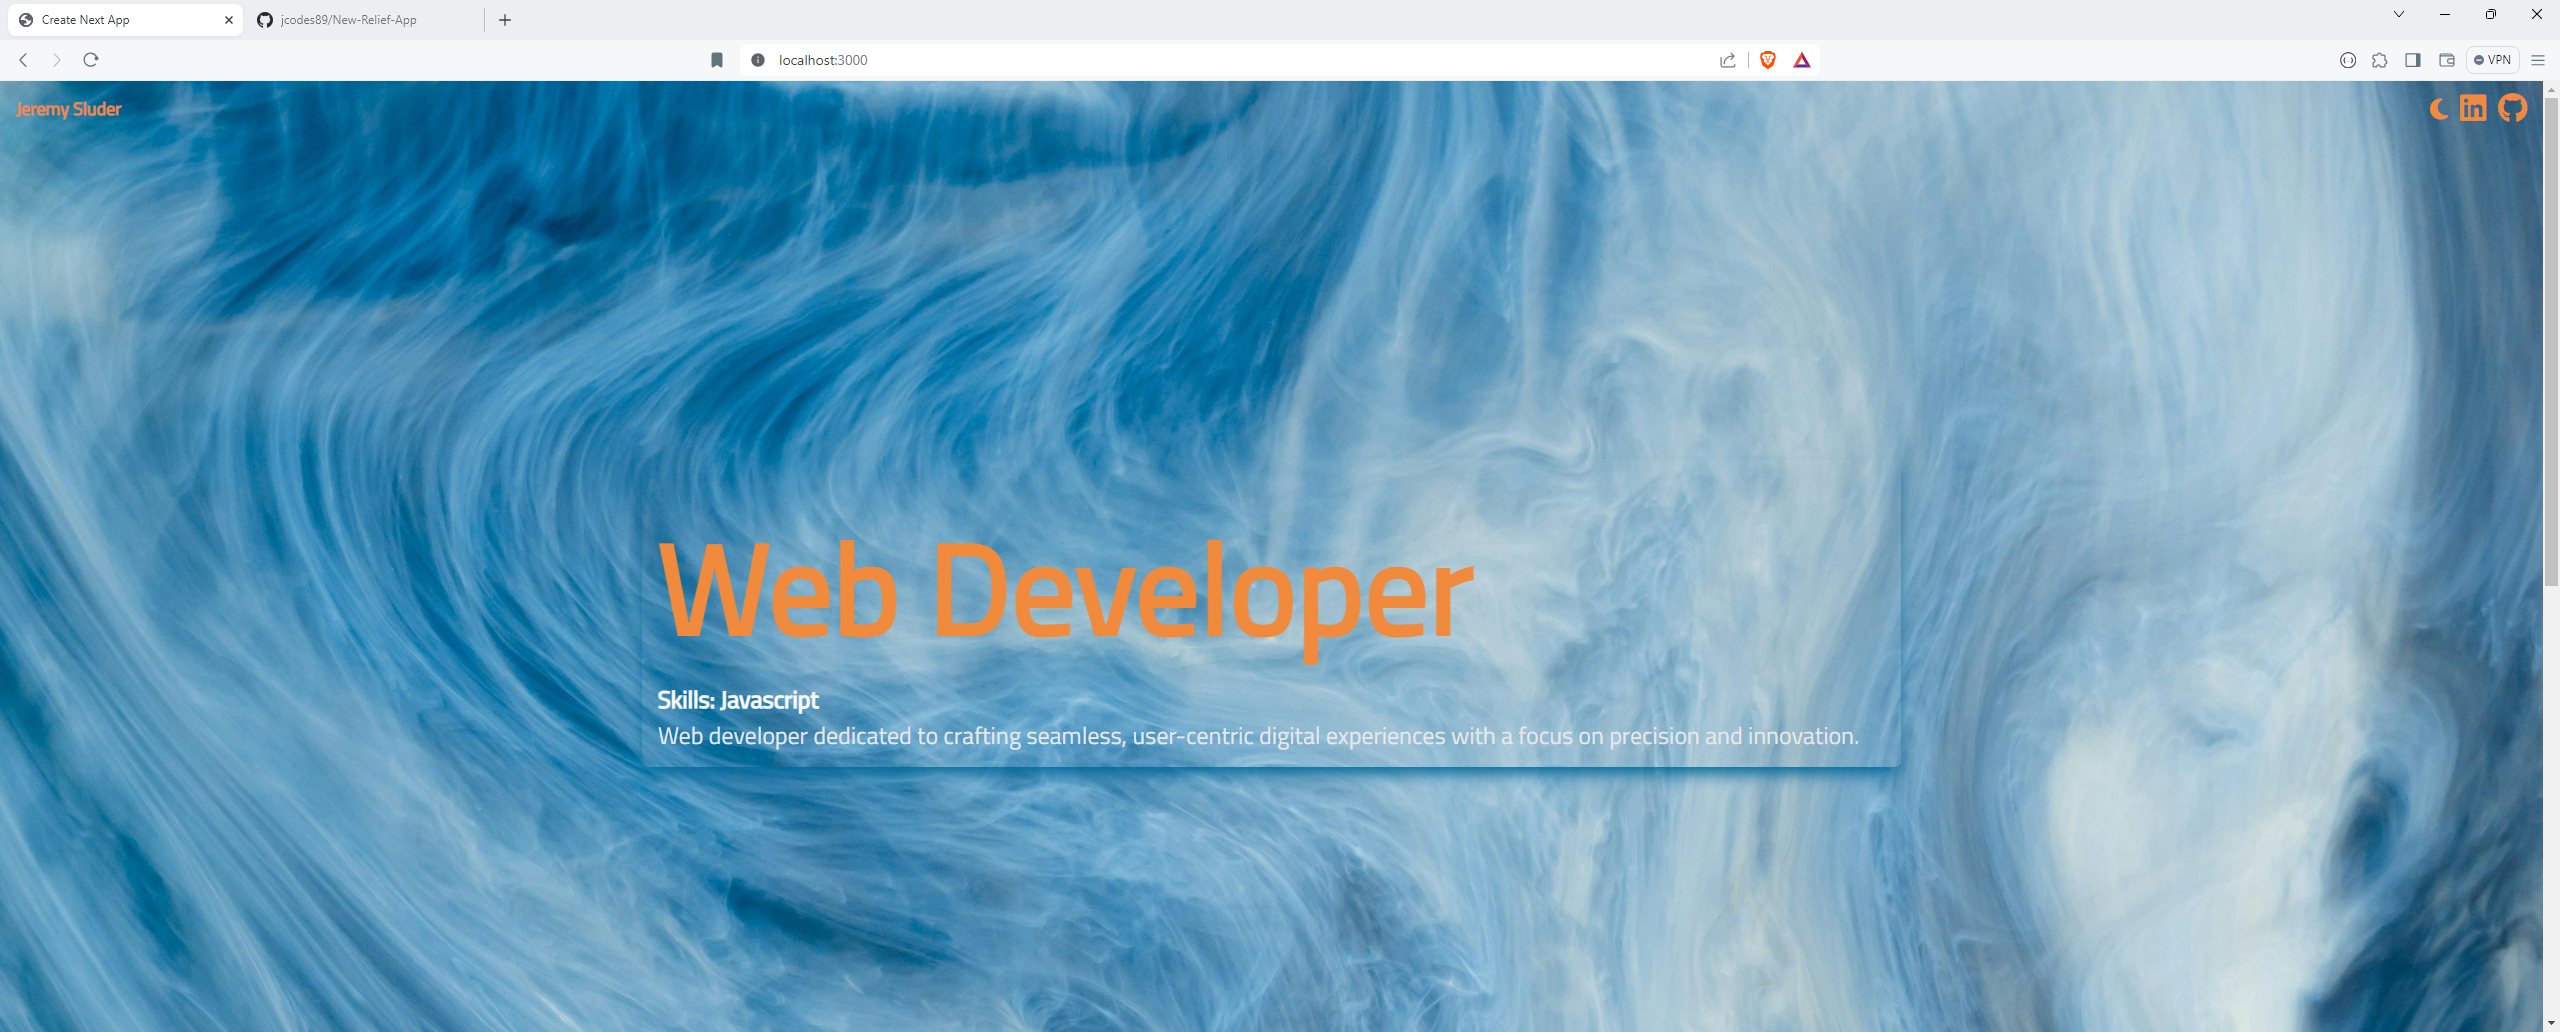 Create Next App
jcodes89/New-Relief-App
localhost:3000
VPN
Jeremy Sluder
in
Web Developer
Skills: Javascript
Web developer dedicated to crafting seamless, user-centric digital experiences with a focus on precision and innovation.